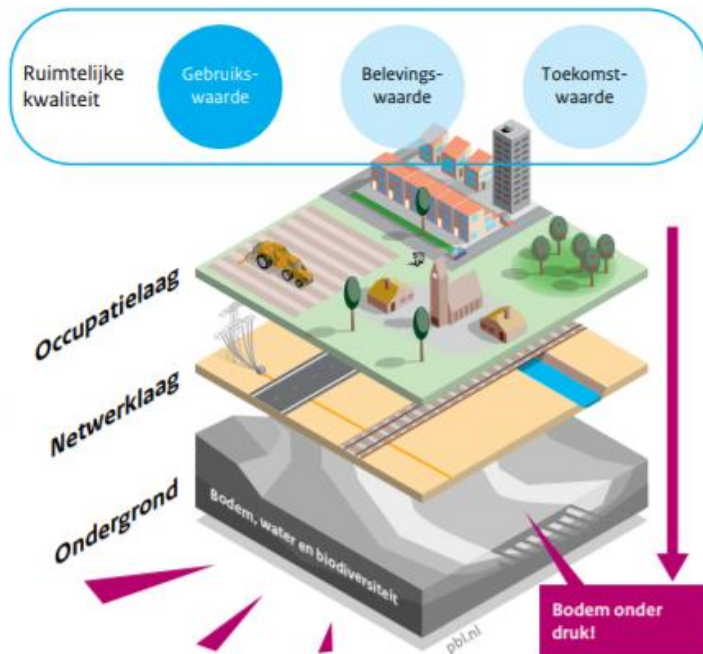 Ruimtelijke
kwaliteit
Gebruiks-
waarde
Belevings-
waarde
Toekomst-
waarde
Occupatielaag
Netwerklaag
Ondergrond
Bodem, water en biodiversiteit
Bodem onder
druk!
pbl.nl